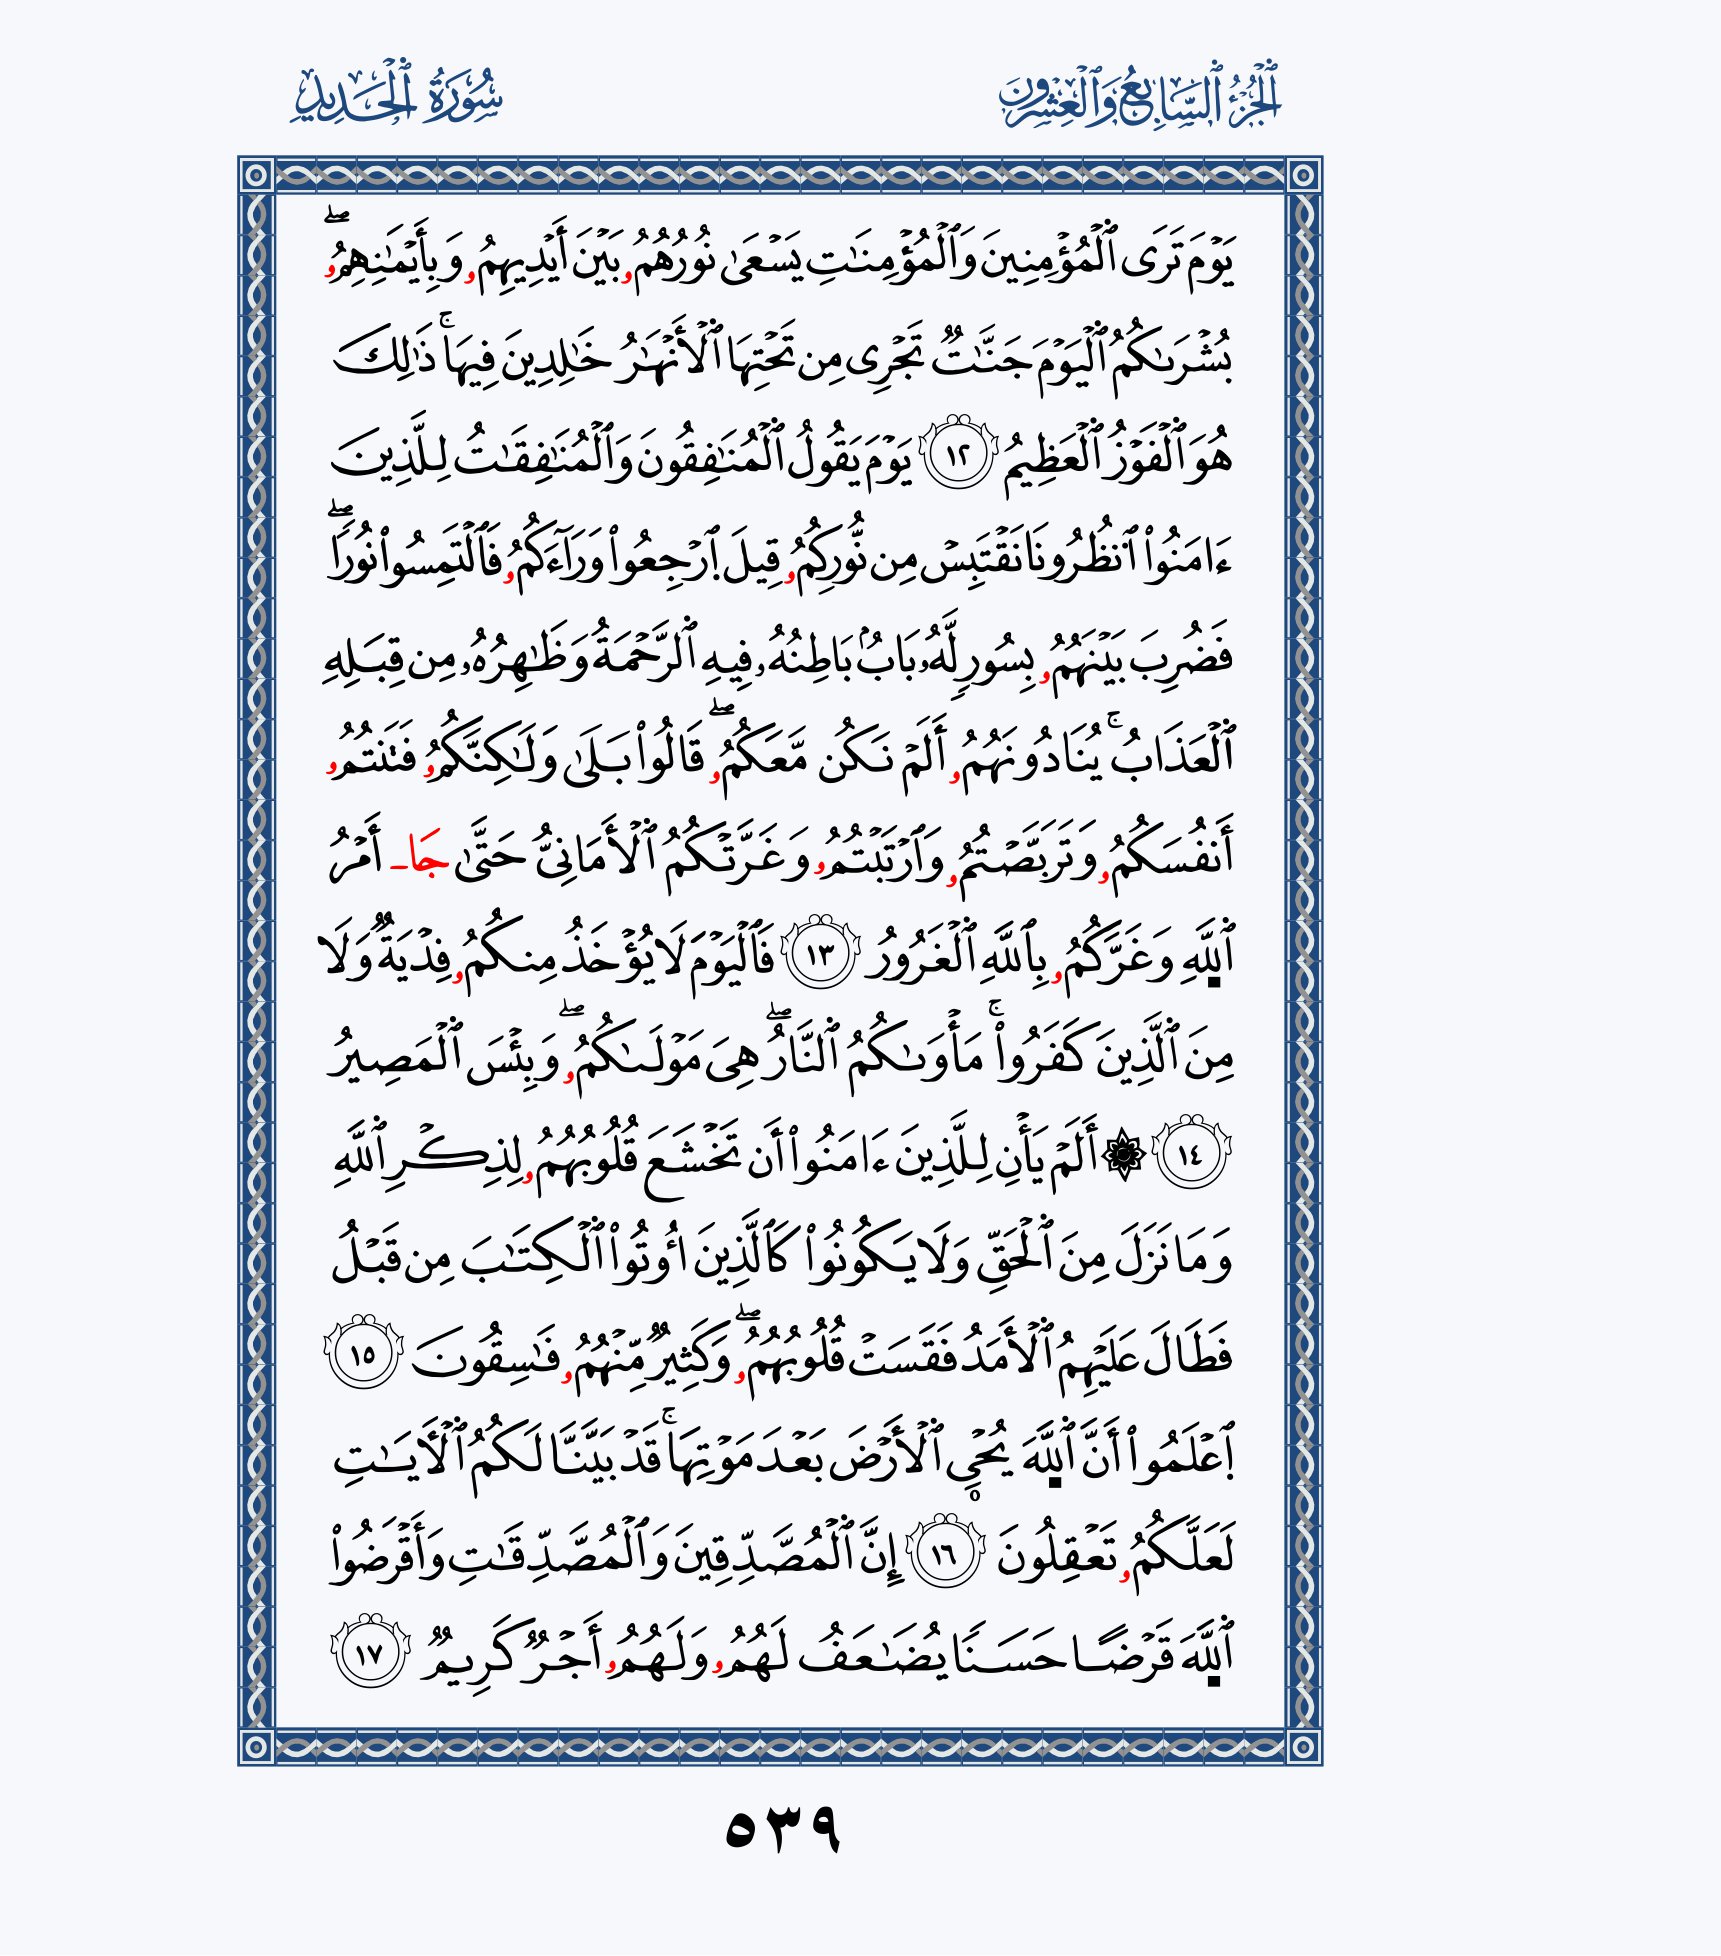 ٱلْجُزْءُ ٱلسَّابِعُ وَٱلْعِشْرُونَ
سُورَةُ ٱلْحَدِيدِ
يَوْمَ تَرَى ٱلْمُؤْمِنِينَ وَٱلْمُؤْمِنَٰتِ يَسْعَىٰ نُورُهُمُۥ بَيْنَ أَيْدِيهِمُۥ وَبِأَيْمَٰنِهِمُۥۖ
بُشْرَىٰكُمُ ٱلْيَوْمَ جَنَّٰتٌ تَجْرِى مِن تَحْتِهَا ٱلْأَنْهَٰرُ خَٰلِدِينَ فِيهَاۚ ذَٰلِكَ
هُوَ ٱلْفَوْزُ ٱلْعَظِيمُ ١٢ يَوْمَ يَقُولُ ٱلْمُنَٰفِقُونَ وَٱلْمُنَٰفِقَٰتُ لِلَّذِينَ
ءَامَنُوا۟ ٱنظُرُونَا نَقْتَبِسْ مِن نُّورِكُمُۥ قِيلَ ٱرْجِعُوا۟ وَرَآءَكُمُۥ فَٱلْتَمِسُوا۟ نُورًاۖ
فَضُرِبَ بَيْنَهُمُۥ بِسُورٍ لَّهُۥ بَابٌۢ بَاطِنُهُۥ فِيهِ ٱلرَّحْمَةُ وَظَٰهِرُهُۥ مِن قِبَلِهِ
ٱلْعَذَابُۚ يُنَادُونَهُمُۥ أَلَمْ نَكُن مَّعَكُمُۥۖ قَالُوا۟ بَلَىٰ وَلَٰكِنَّكُمُۥ فَتَنتُمُۥ
أَنفُسَكُمُۥ وَتَرَبَّصْتُمُۥ وَٱرْتَبْتُمُۥ وَغَرَّتْكُمُ ٱلْأَمَانِىُّ حَتَّىٰ جَا أَمْرُ
ٱللَّهِ وَغَرَّكُمُۥ بِٱللَّهِ ٱلْغَرُورُ ١٣ فَٱلْيَوْمَ لَا يُؤْخَذُ مِنكُمُۥ فِدْيَةٌ وَلَا
مِنَ ٱلَّذِينَ كَفَرُوا۟ۚ مَأْوَىٰكُمُ ٱلنَّارُۖ هِىَ مَوْلَىٰكُمُۥۖ وَبِئْسَ ٱلْمَصِيرُ
١٤ ۞ أَلَمْ يَأْنِ لِلَّذِينَ ءَامَنُوا۟ أَن تَخْشَعَ قُلُوبُهُمُۥ لِذِكْرِ ٱللَّهِ
وَمَا نَزَلَ مِنَ ٱلْحَقِّ وَلَا يَكُونُوا۟ كَٱلَّذِينَ أُوتُوا۟ ٱلْكِتَٰبَ مِن قَبْلُ
فَطَالَ عَلَيْهِمُ ٱلْأَمَدُ فَقَسَتْ قُلُوبُهُمُۥۖ وَكَثِيرٌ مِّنْهُمُۥ فَٰسِقُونَ ١٥
ٱعْلَمُوا۟ أَنَّ ٱللَّهَ يُحْىِ ٱلْأَرْضَ بَعْدَ مَوْتِهَاۚ قَدْ بَيَّنَّا لَكُمُ ٱلْأَيَٰتِ
لَعَلَّكُمُۥ تَعْقِلُونَ ١٦ إِنَّ ٱلْمُصَّدِّقِينَ وَٱلْمُصَّدِّقَٰتِ وَأَقْرَضُوا۟
ٱللَّهَ قَرْضًا حَسَنًا يُضَٰعَفُ لَهُمُۥ وَلَهُمُۥ أَجْرٌ كَرِيمٌ ١٧
٥٣٩